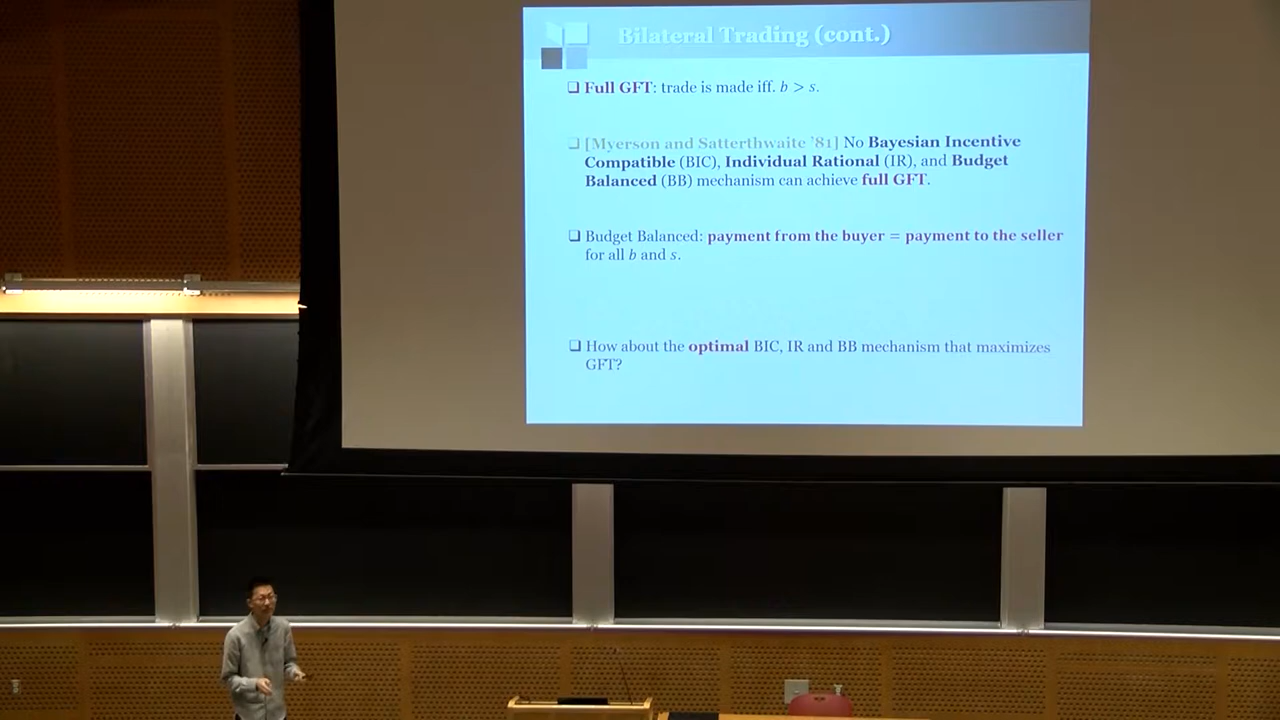 Bilateral Trading (cont.)
❑ Full GFT: trade is made iff. b > s.
❑ [Myerson and Satterthwaite ’81] No Bayesian Incentive
Compatible (BIC), Individual Rational (IR), and Budget
Balanced (BB) mechanism can achieve full GFT.
❑ Budget Balanced: payment from the buyer = payment to the seller
for all b and s.
❑ How about the optimal BIC, IR and BB mechanism that maximizes
GFT?